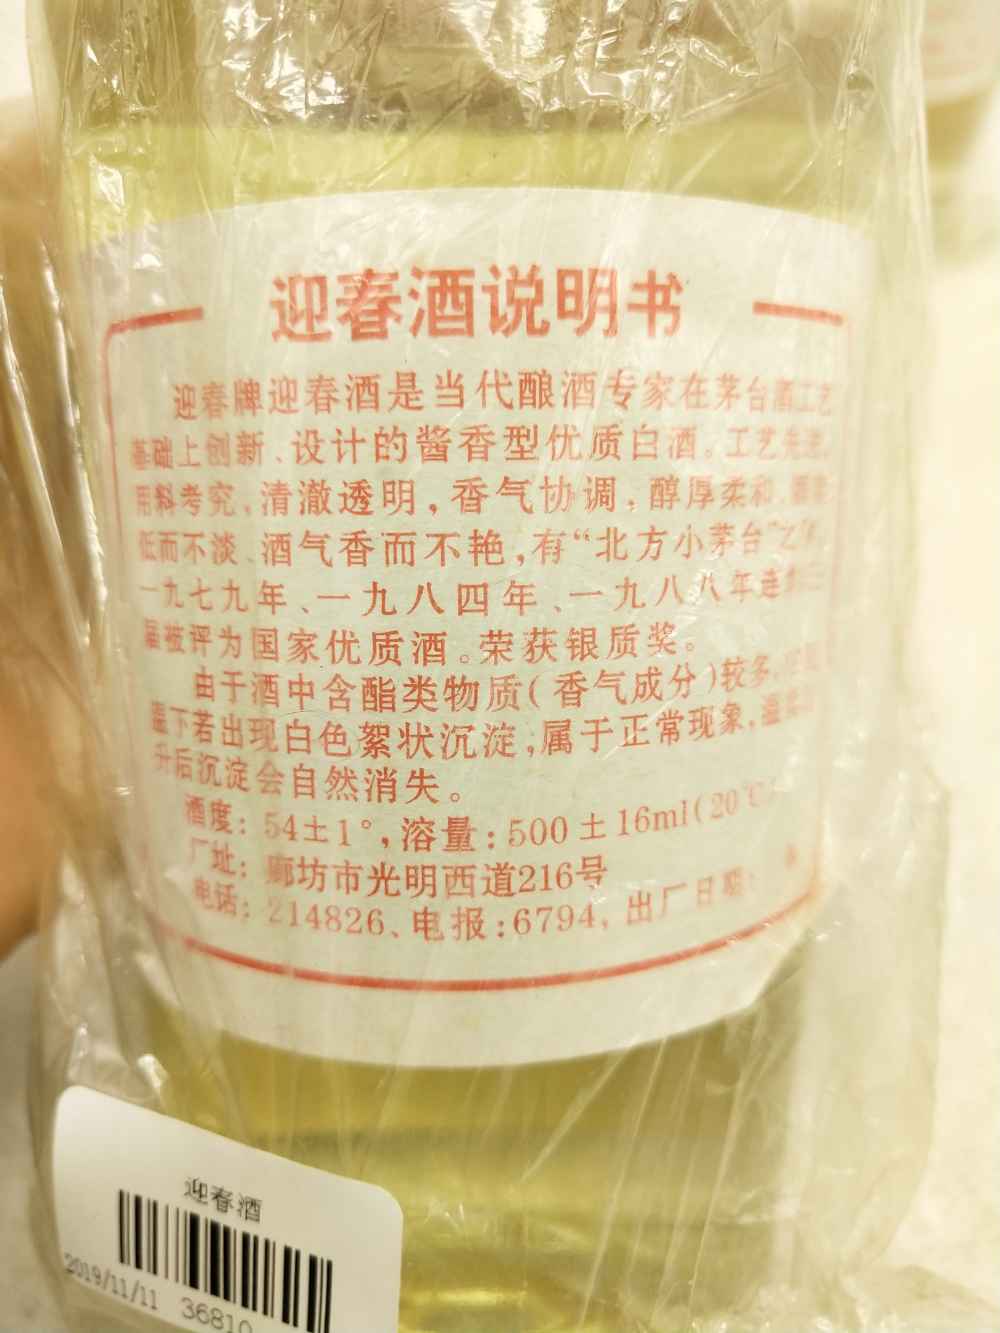 迎春酒说明书
迎春牌迎春酒是当代酿酒专家在茅台酒工艺
基础上创新、设计的酱香型优质白酒。工艺先进，
用料考究，清澈透明，香气协调，醇厚柔和，
低而不淡、酒气香而不艳，有“北方小茅台”之
一九七九年、一九八四年、一九八八年连续三
届被评为国家优质酒。荣获银质奖。
由于酒中含酯类物质(香气成分)较多，
温下若出现白色絮状沉淀，属于正常现象，温度
升后沉淀会自然消失。
酒度：54±1°，溶量：500±16ml(20℃
厂址：廊坊市光明西道216号
电话：214826、电报：6794，出厂日期：
迎春酒
2019/11/11 36810